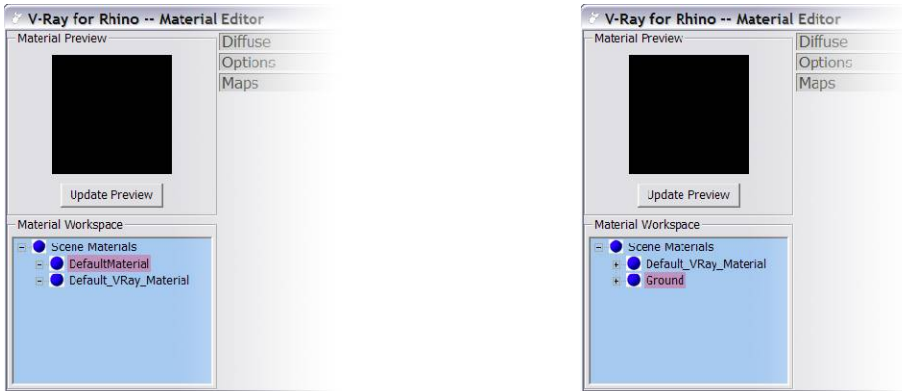 V-Ray for Rhino -- Material Editor
Material Preview
Diffuse
Options
Maps
Update Preview
Material Workspace
Scene Materials
DefaultMaterial
Default_VRay_Material
V-Ray for Rhino -- Material Editor
Material Preview
Diffuse
Options
Maps
Update Preview
Material Workspace
Scene Materials
Default_VRay_Material
Ground